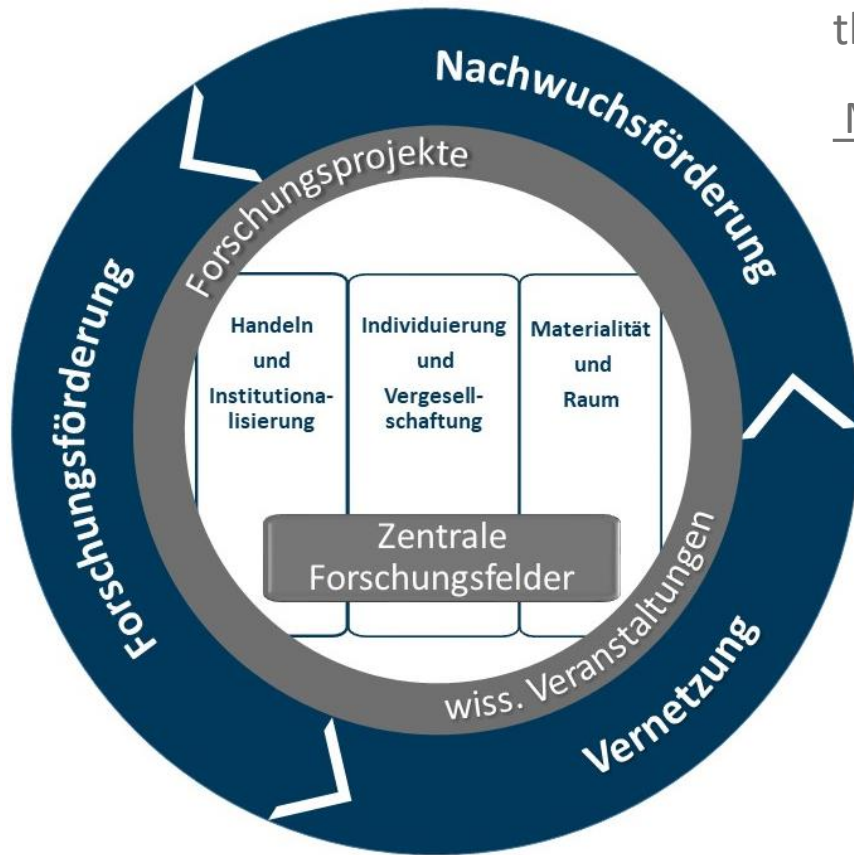 Nachwuchsförderung
Forschungsprojekte
Forschungsförderung
Handeln
und
Institutiona-
lisierung
Individuierung
und
Vergesell-
schaftung
Materialität
und
Raum
Zentrale
Forschungsfelder
wiss. Veranstaltungen
Vernetzung